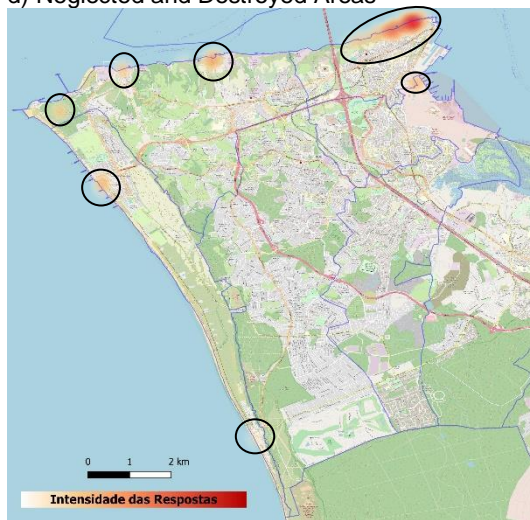 d) Neglected and Destroyed Areas
0 1 2 km
Intensidade das Respostas